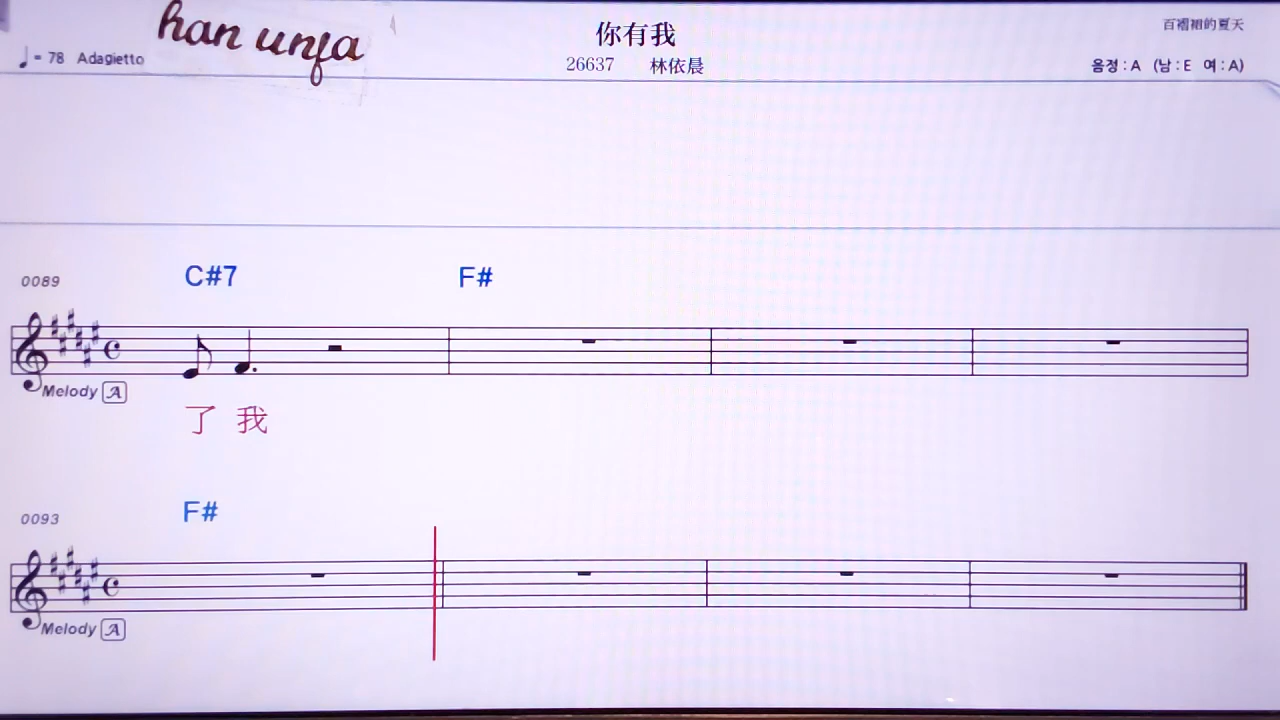 han unfa
你有我
百褶裙的夏天
♩= 78 Adagietto
26637 林依晨
음정 : A (남 : E 여 : A)
0089 C#7 F#
Melody A
了 我
0093 F#
Melody A